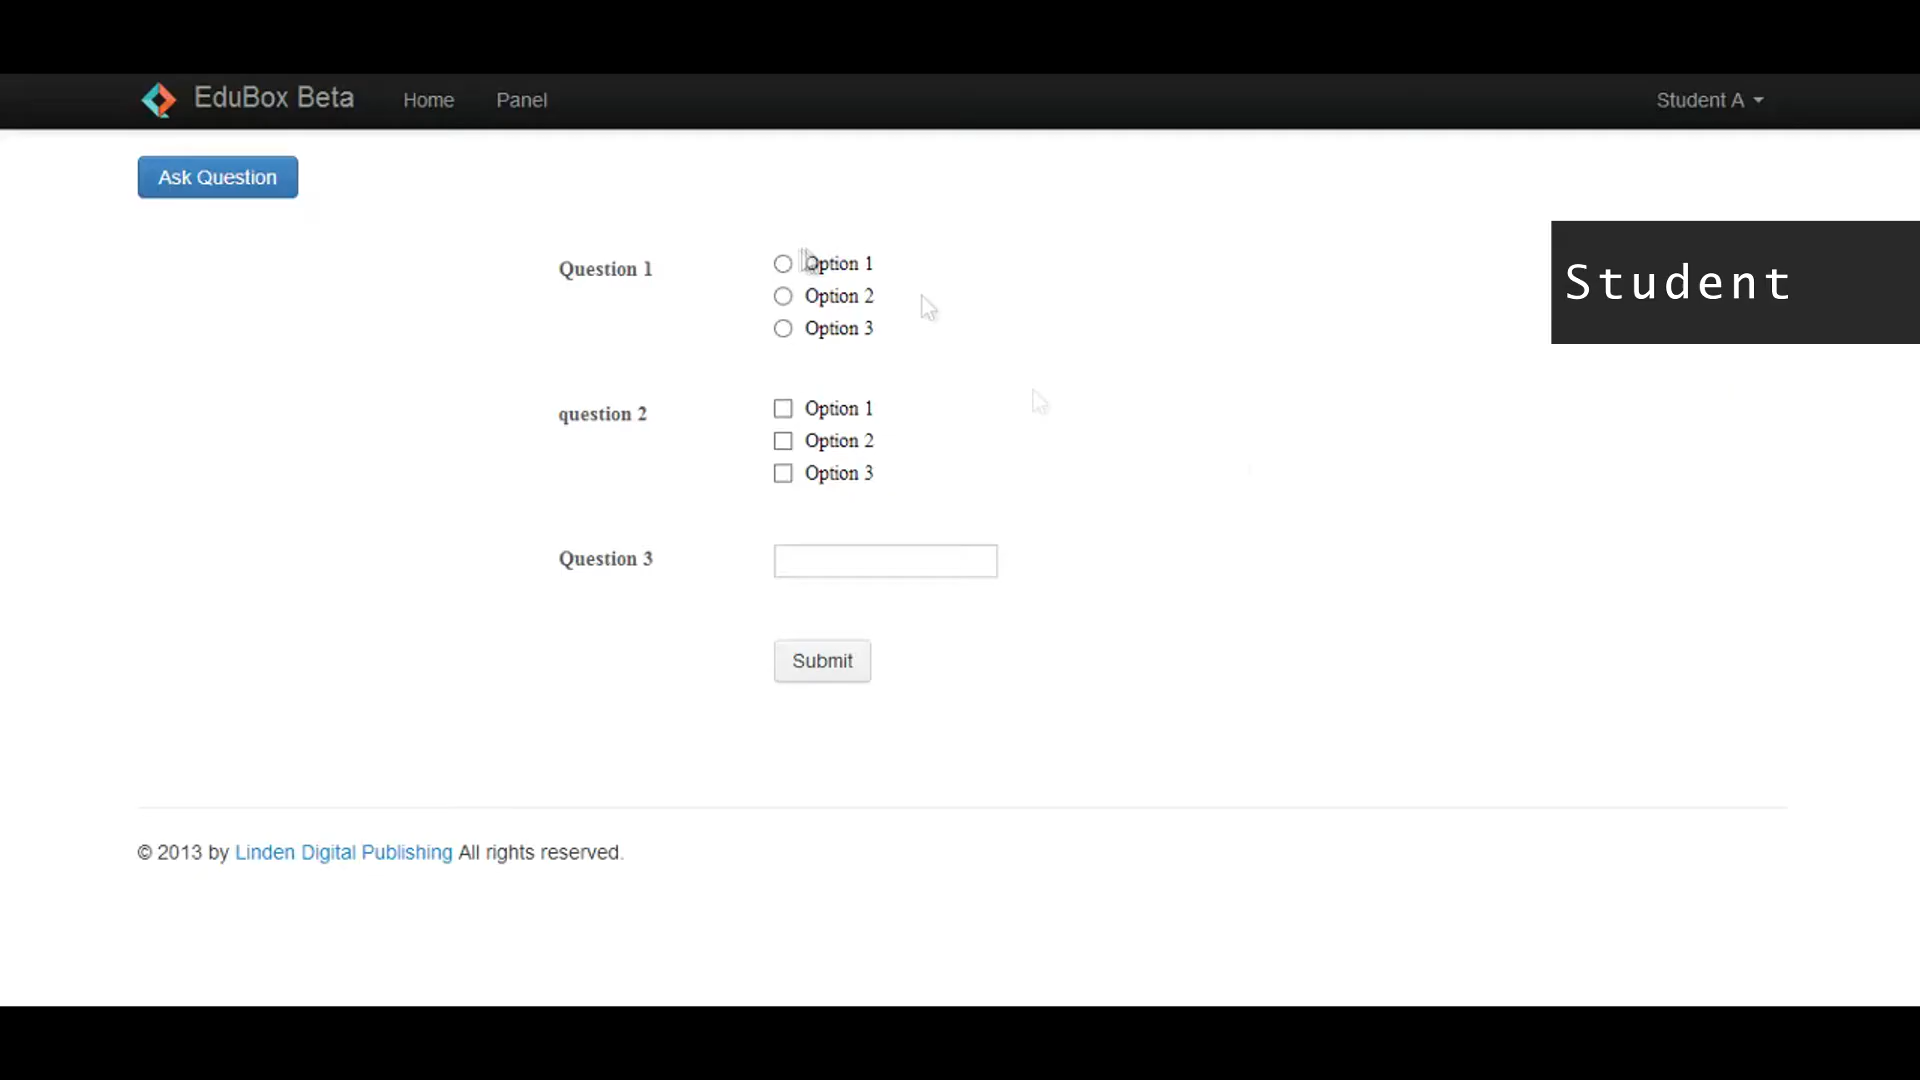 EduBox Beta Home Panel Student A
Ask Question
Student
Question 1
Option 1
Option 2
Option 3
question 2
Option 1
Option 2
Option 3
Question 3
Submit
© 2013 by Linden Digital Publishing All rights reserved.